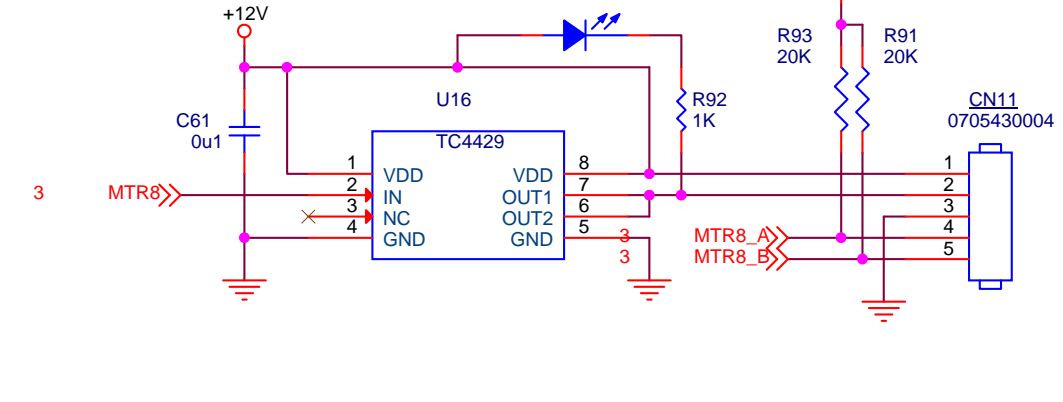 +12V
R93
20K
R91
20K
U16
R92
1K
CN11
0705430004
C61
0u1
TC4429
1
VDD
VDD
8
1
3
MTR8
2
IN
OUT1
7
2
3
NC
OUT2
6
3
4
GND
GND
5
3
MTR8_A
4
3
MTR8_B
5